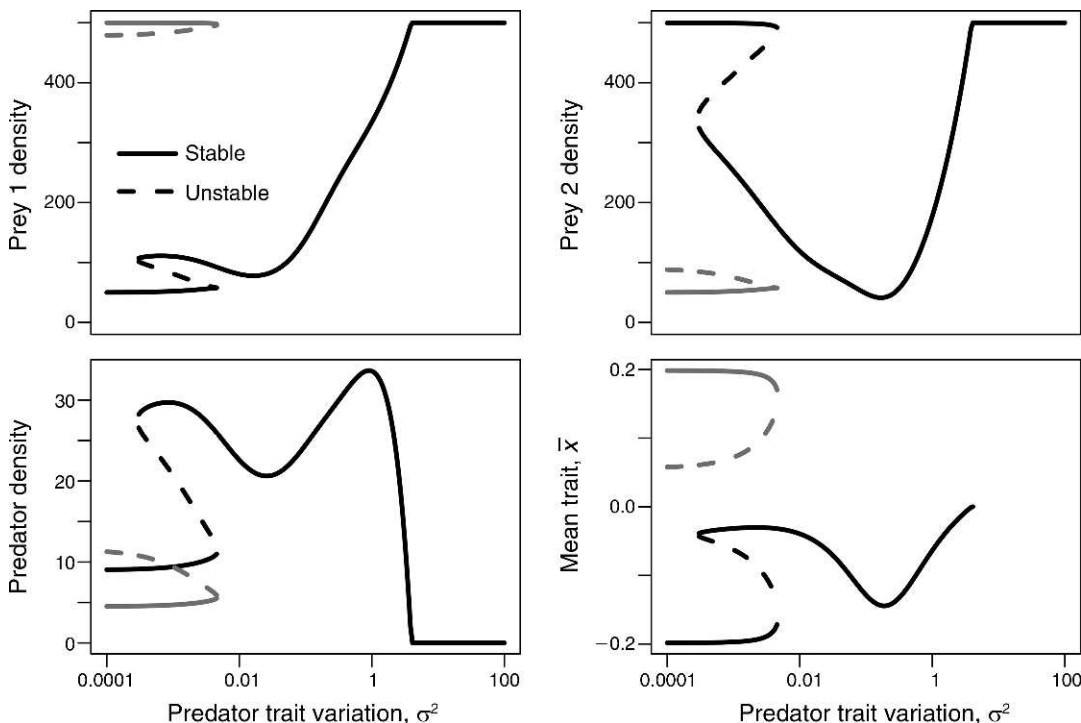 Prey 1 density
400
200
0
Stable
Unstable
Prey 2 density
400
200
0
Predator density
30
20
10
0
0.0001
0.01
1
100
Predator trait variation, σ²
Mean trait, x̅
0.2
0.0
−0.2
0.0001
0.01
1
100
Predator trait variation, σ²